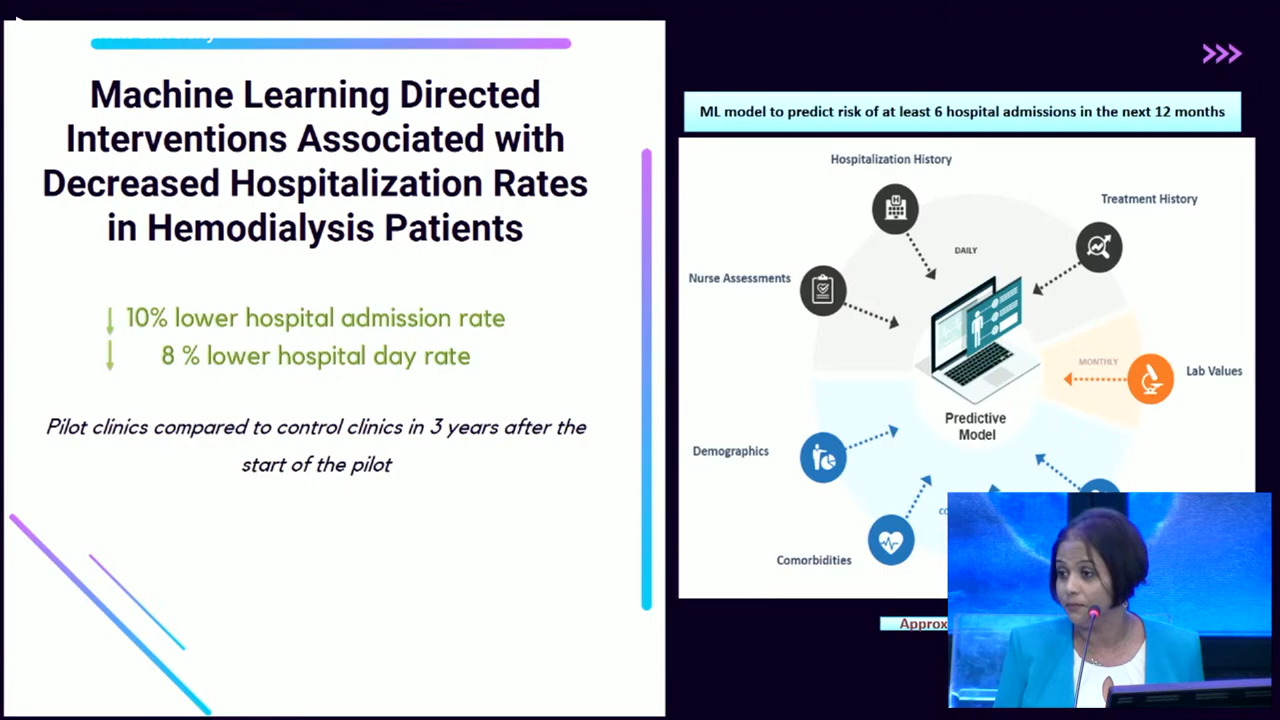 Machine Learning Directed
Interventions Associated with
Decreased Hospitalization Rates
in Hemodialysis Patients
10% lower hospital admission rate
8 % lower hospital day rate
Pilot clinics compared to control clinics in 3 years after the
start of the pilot
ML model to predict risk of at least 6 hospital admissions in the next 12 months
Hospitalization History
Treatment History
DAILY
Nurse Assessments
MONTHLY
Lab Values
Predictive
Model
Demographics
Comorbidities